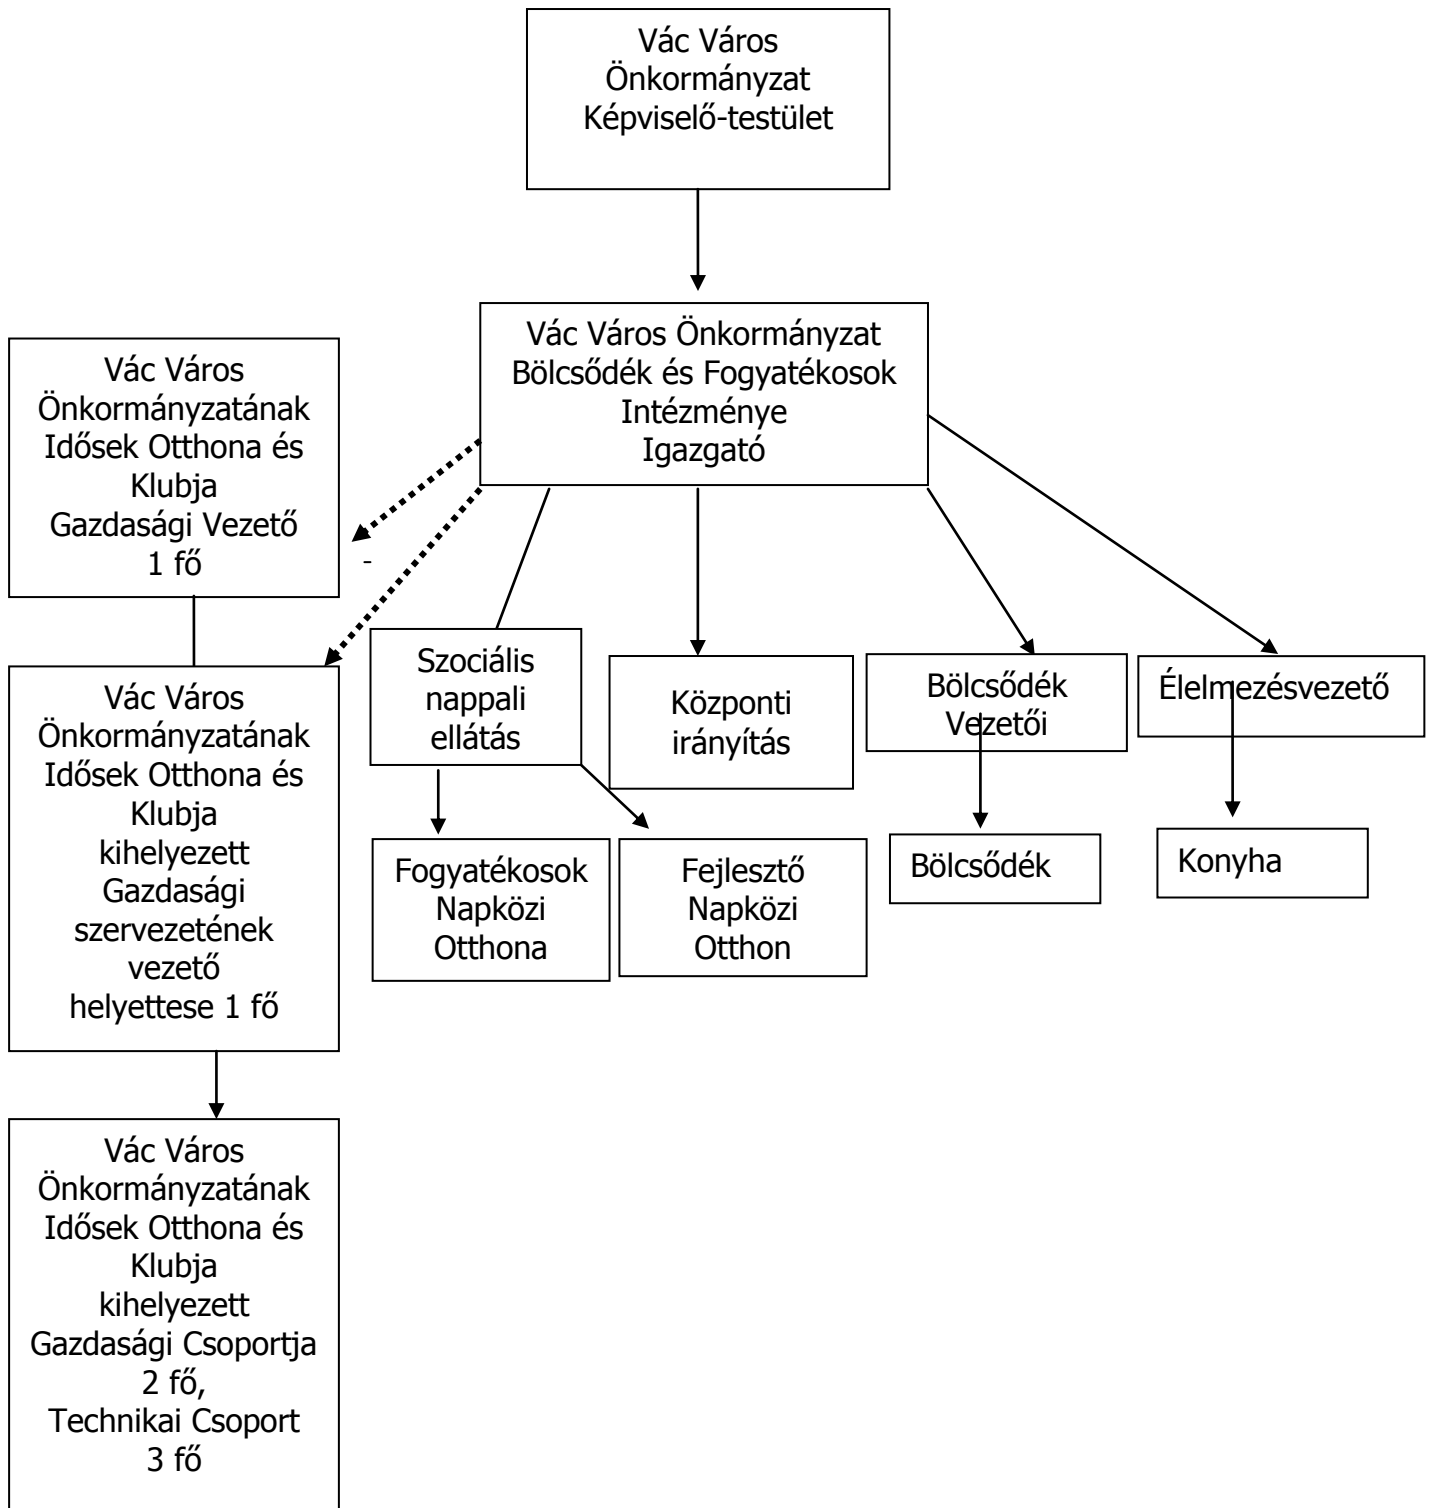 Vác Város
Önkormányzat
Képviselő-testület
Vác Város Önkormányzat
Bölcsődék és Fogyatékosok
Intézménye
Igazgató
Vác Város
Önkormányzatának
Idősek Otthona és
Klubja
Gazdasági Vezető
1 fő
-
Vác Város
Önkormányzatának
Idősek Otthona és
Klubja
kihelyezett
Gazdasági
szervezetének
vezető
helyettese 1 fő
Szociális
nappali
ellátás
Központi
irányítás
Bölcsődék
Vezetői
Élelmezésvezető
Fogyatékosok
Napközi
Otthona
Fejlesztő
Napközi
Otthon
Bölcsődék
Konyha
Vác Város
Önkormányzatának
Idősek Otthona és
Klubja
kihelyezett
Gazdasági Csoportja
2 fő,
Technikai Csoport
3 fő